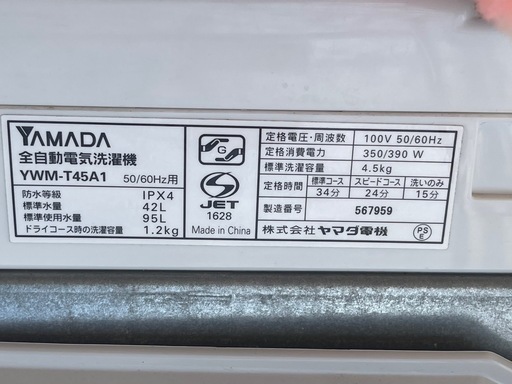 YAMADA
全自動電気洗濯機
YWM-T45A1 50/60Hz用
防水等級 IPX4
標準水量 42L
標準使用水量 95L
ドライコース時の洗濯容量 1.2kg
G
S
JET
1628
Made in China
定格電圧・周波数 100V 50/60Hz
定格消費電力 350/390 W
標準洗濯容量 4.5kg
定格時間 標準コース スピードコース 洗いのみ
34分 24分 15分
製造番号 567959
株式会社 ヤマダ電機
PS
E